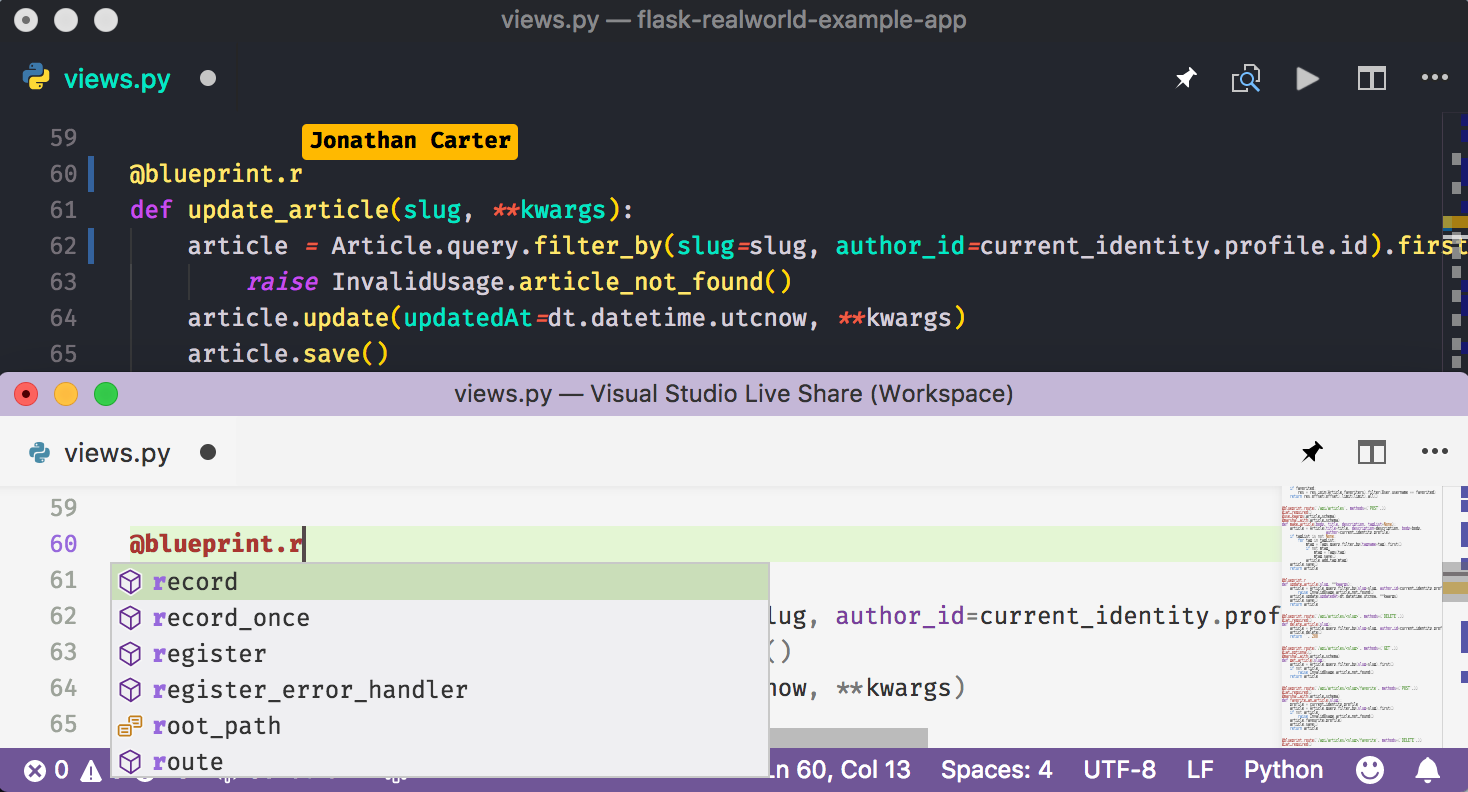 views.py — flask-realworld-example-app
views.py
59
Jonathan Carter
60 @blueprint.r
61 def update_article(slug, **kwargs):
62 article = Article.query.filter_by(slug=slug, author_id=current_identity.profile.id).first
63 raise InvalidUsage.article_not_found()
64 article.update(updatedAt=dt.datetime.utcnow, **kwargs)
65 article.save()
views.py — Visual Studio Live Share (Workspace)
views.py
59
60 @blueprint.r
61 record
62 record_once lug, author_id=current_identity.prof
63 register ()
64 register_error_handler now, **kwargs)
65 root_path
route
0 Ln 60, Col 13 Spaces: 4 UTF-8 LF Python